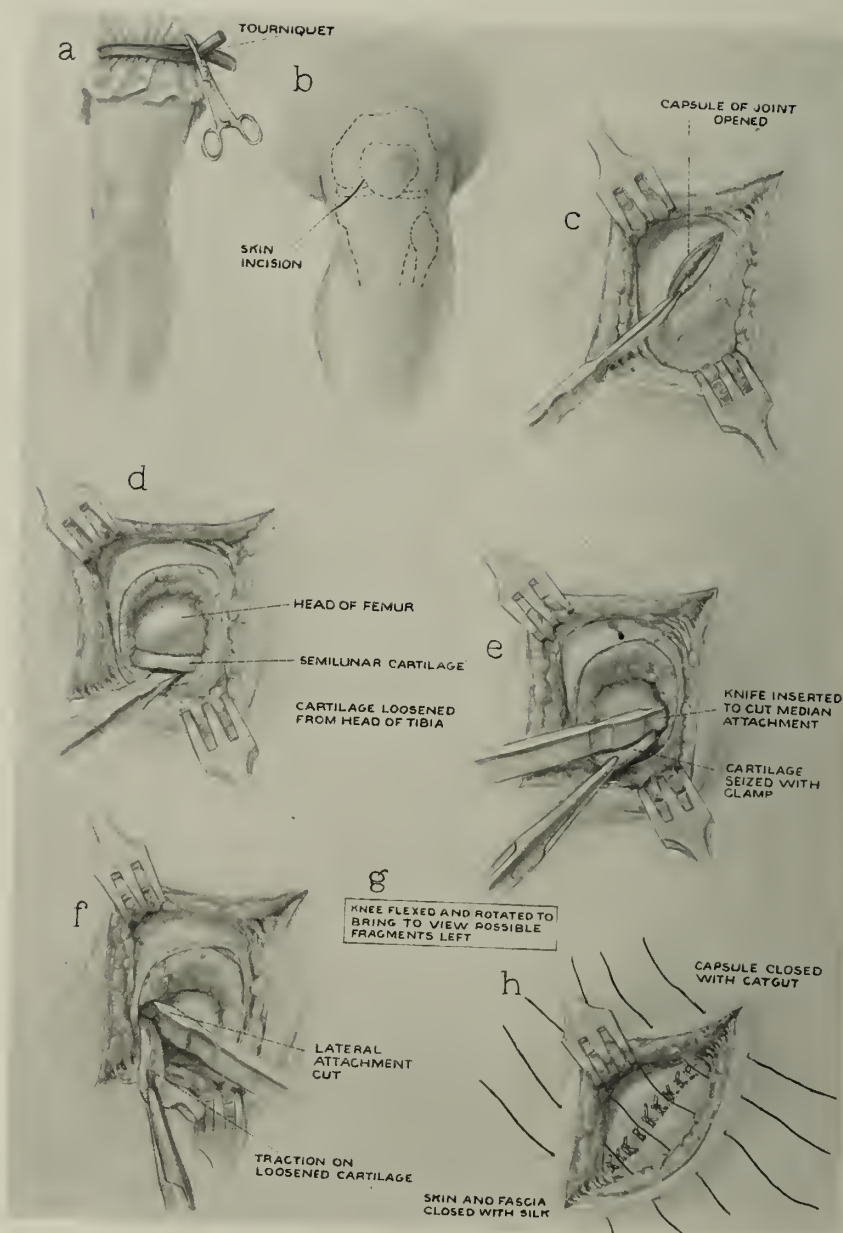 a
TOURNIQUET
b
SKIN
INCISION
CAPSULE OF JOINT
OPENED
c
d
HEAD OF FEMUR
SEMILUNAR CARTILAGE
CARTILAGE LOOSENED
FROM HEAD OF TIBIA
e
KNIFE INSERTED
TO CUT MEDIAN
ATTACHMENT
CARTILAGE
SEIZED WITH
CLAMP
f
LATERAL
ATTACHMENT
CUT
TRACTION ON
LOOSENED CARTILAGE
g
KNEE FLEXED AND ROTATED TO
BRING TO VIEW POSSIBLE
FRAGMENTS LEFT
h
CAPSULE CLOSED
WITH CATGUT
SKIN AND FASCIA
CLOSED WITH SILK